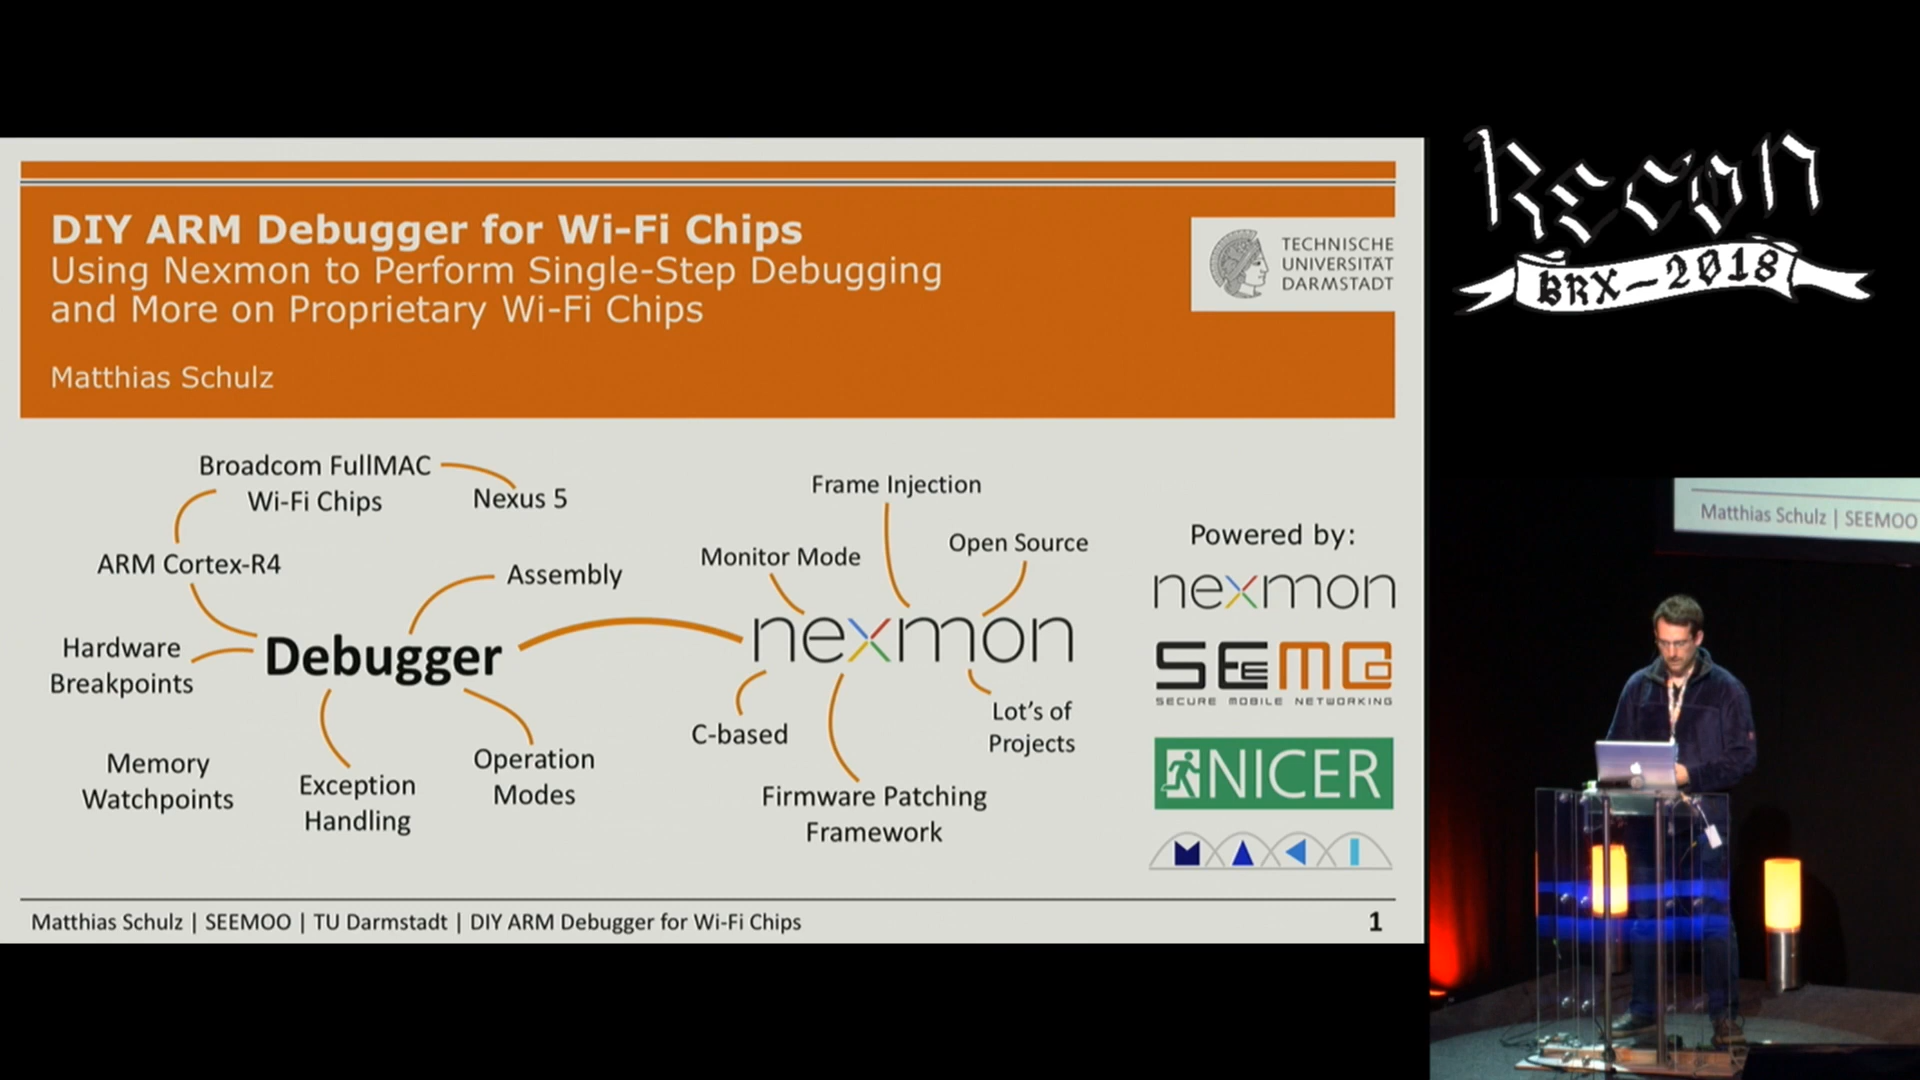 DIY ARM Debugger for Wi-Fi Chips
Using Nexmon to Perform Single-Step Debugging
and More on Proprietary Wi-Fi Chips
Matthias Schulz
TECHNISCHE
UNIVERSITÄT
DARMSTADT
Recon
BRX-2018
Broadcom FullMAC
Wi-Fi Chips
Nexus 5
ARM Cortex-R4
Assembly
Hardware
Breakpoints
Debugger
Memory
Watchpoints
Exception
Handling
Operation
Modes
Frame Injection
Monitor Mode
Open Source
nexmon
C-based
Lot's of
Projects
Firmware Patching
Framework
Powered by:
nexmon
SEEMOO
SECURE MOBILE NETWORKING
NICER
MAKI
Matthias Schulz | SEEMOO | TU Darmstadt | DIY ARM Debugger for Wi-Fi Chips
1
Matthias Schulz | SEEMOO